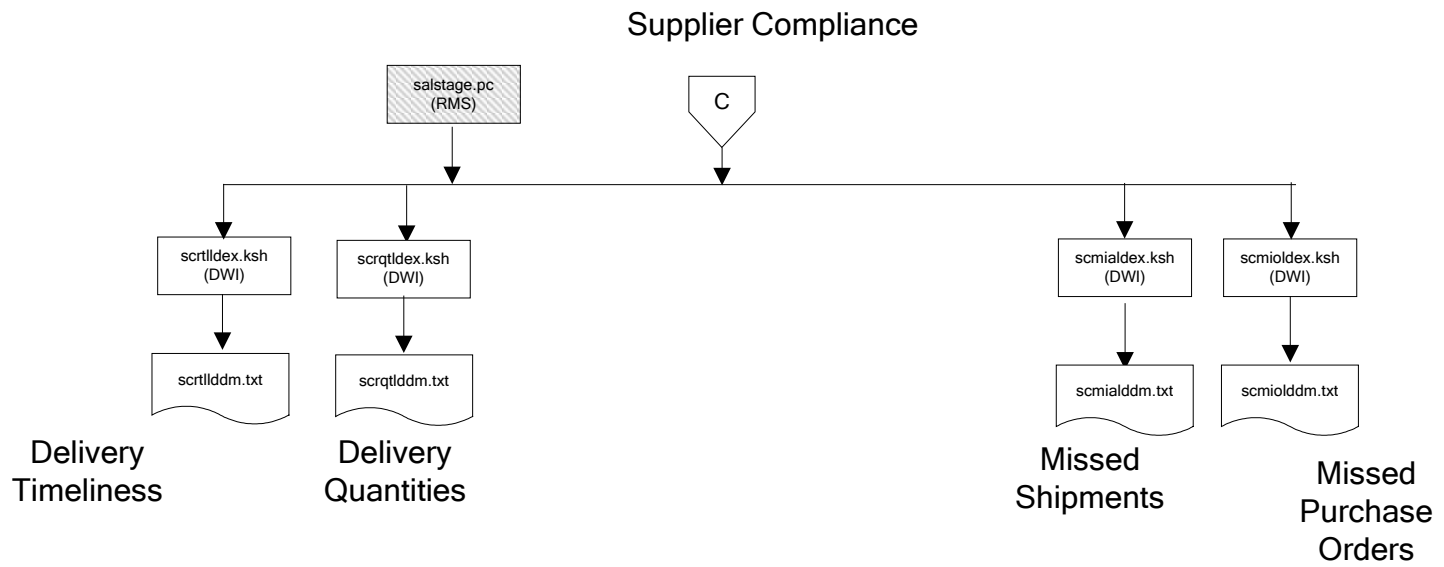 Supplier Compliance
salstage.pc
(RMS)
C
scrtlldex.ksh
(DWI)
scrqtldex.ksh
(DWI)
scmialdex.ksh
(DWI)
scmioldex.ksh
(DWI)
scrtllddm.txt
scrqtlddm.txt
scmialddm.txt
scmiolddm.txt
Delivery
Timeliness
Delivery
Quantities
Missed
Shipments
Missed
Purchase
Orders